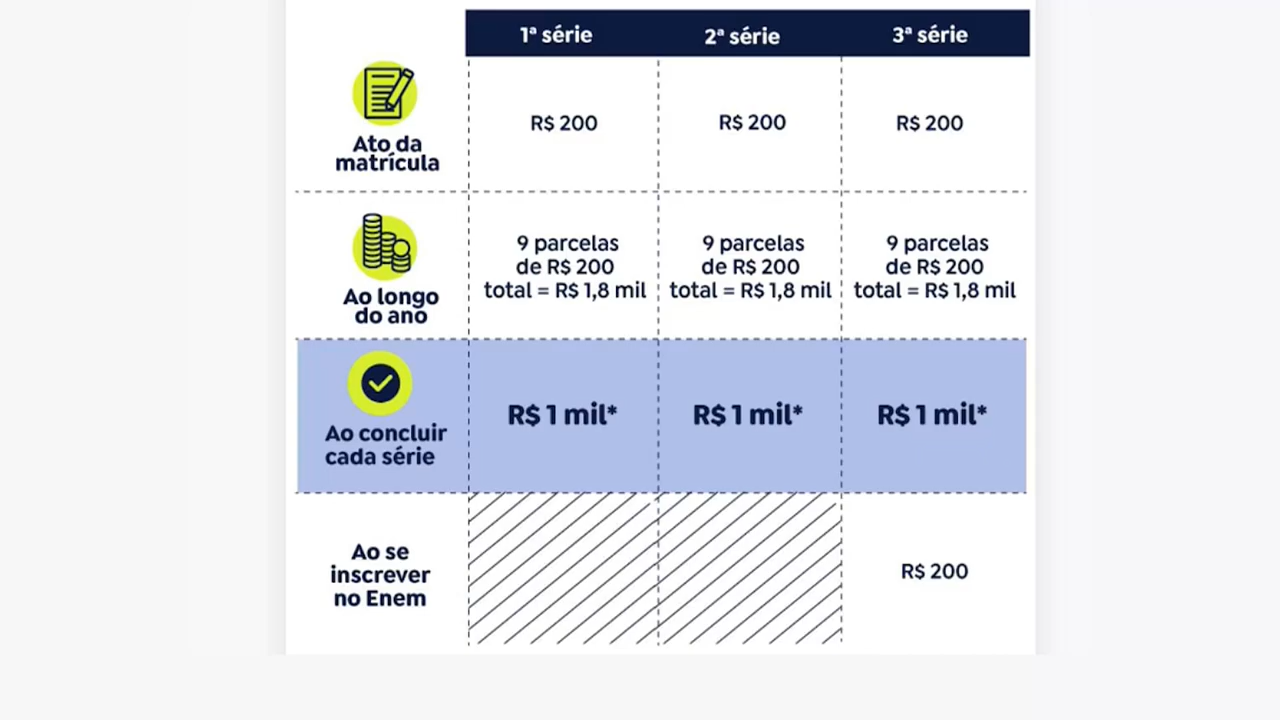 1ª série 2ª série 3ª série
Ato da
matrícula
R$ 200 R$ 200 R$ 200
Ao longo
do ano
9 parcelas
de R$ 200
total = R$ 1,8 mil
9 parcelas
de R$ 200
total = R$ 1,8 mil
9 parcelas
de R$ 200
total = R$ 1,8 mil
Ao concluir
cada série
R$ 1 mil* R$ 1 mil* R$ 1 mil*
Ao se
inscrever
no Enem
R$ 200